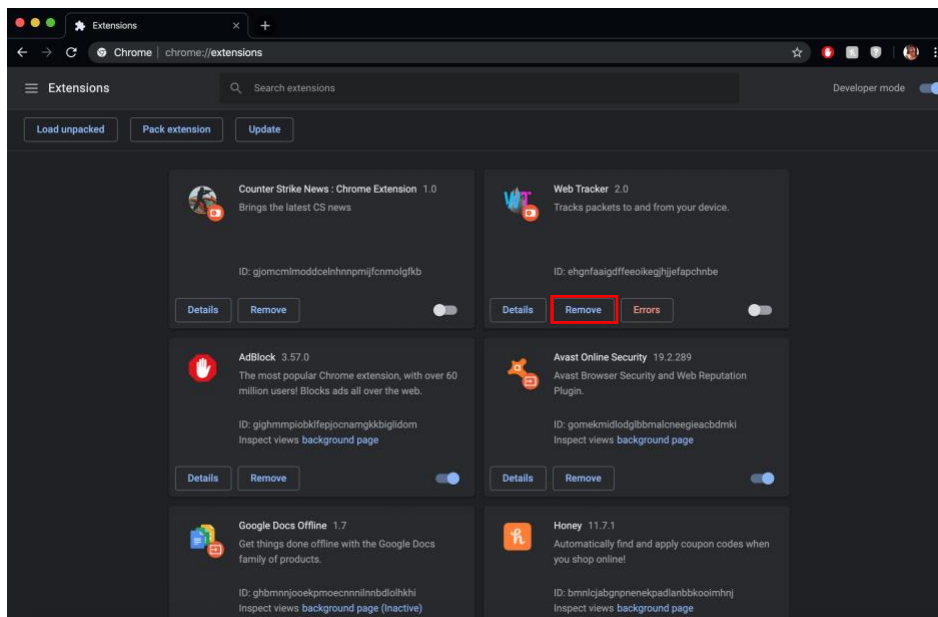 Extensions
Chrome | chrome://extensions
Extensions
Search extensions
Developer mode
Load unpacked
Pack extension
Update
Counter Strike News : Chrome Extension 1.0
Brings the latest CS news
ID: gjomcmlmoddcelnhnnpmijfcnmolgfkb
Details
Remove
Web Tracker 2.0
Tracks packets to and from your device.
ID: ehgnfaaigdffeeoikegjhjjefapchnbe
Details
Remove
Errors
AdBlock 3.57.0
The most popular Chrome extension, with over 60
million users! Blocks ads all over the web.
ID: gighmmpiobklfepjocnamgkkbiglidom
Inspect views background page
Details
Remove
Avast Online Security 19.2.289
Avast Browser Security and Web Reputation
Plugin.
ID: gomekmidlodglbbmalcneegieacbdmki
Inspect views background page
Details
Remove
Google Docs Offline 1.7
Get things done offline with the Google Docs
family of products.
ID: ghbmnnjooekpmoecnnnilnnbdlolhkhi
Inspect views background page (Inactive)
Honey 11.7.1
Automatically find and apply coupon codes when
you shop online!
ID: bmnlcjabgnpnenekpadlanbbkooimhnj
Inspect views background page